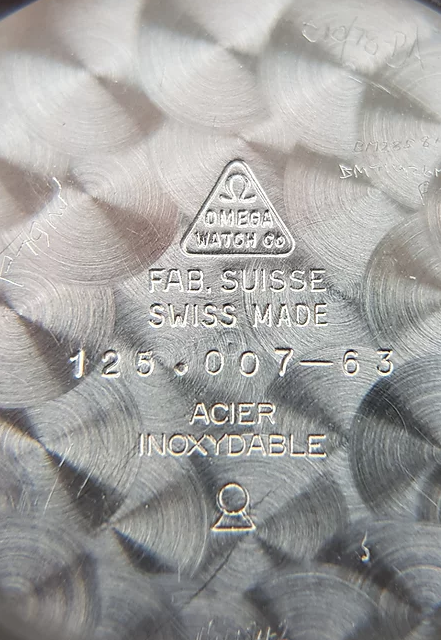 Ω
OMEGA
WATCH Co
FAB. SUISSE
SWISS MADE
125.007–63
ACIER
INOXYDABLE